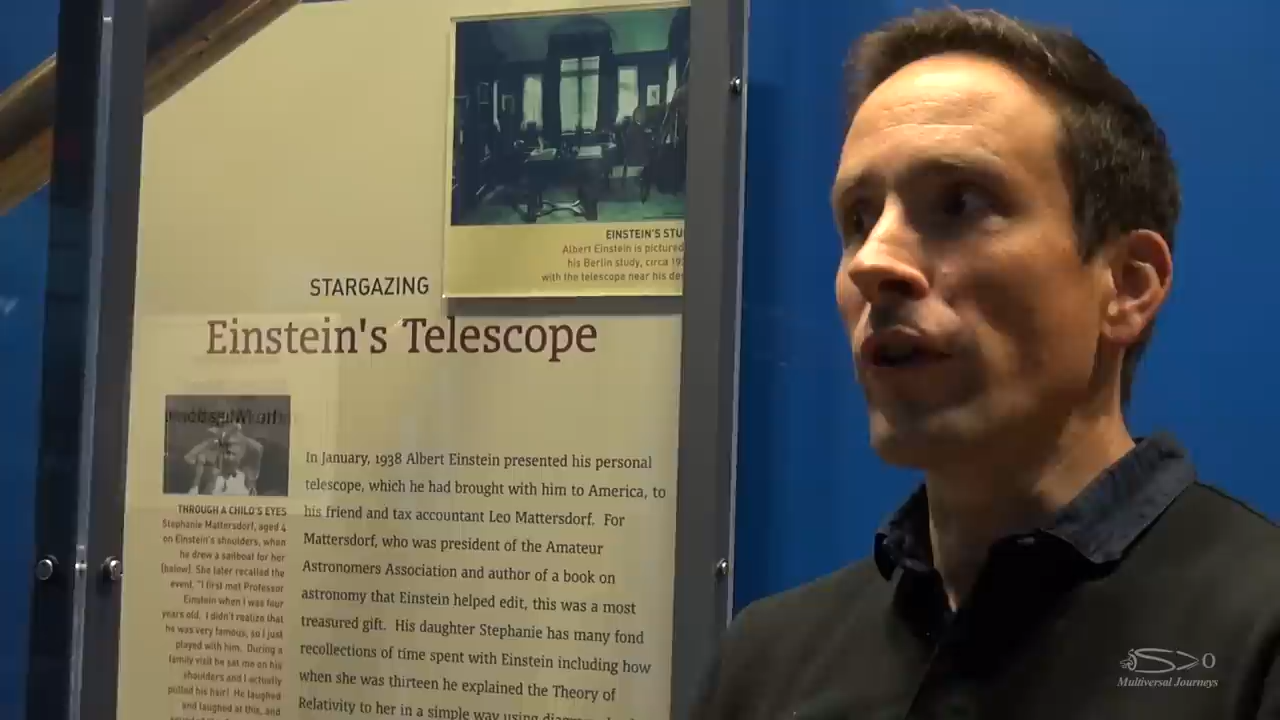 EINSTEIN'S STU
Albert Einstein is pictured
his Berlin study, circa 193
with the telescope near his des
STARGAZING
Einstein's Telescope
THROUGH A CHILD'S EYES
Stephanie Mattersdorf, aged 4
on Einstein's shoulders, when
he drew a sailboat for her
(below). She later recalled the
event, "I first met Professor
Einstein when I was four
years old. I didn't realize that
he was very famous, so I just
played with him. During a
family visit he sat me on his
shoulders and I actually
pulled his hair! He laughed
and laughed at this, and
In January, 1938 Albert Einstein presented his personal
telescope, which he had brought with him to America, to
his friend and tax accountant Leo Mattersdorf. For
Mattersdorf, who was president of the Amateur
Astronomers Association and author of a book on
astronomy that Einstein helped edit, this was a most
treasured gift. His daughter Stephanie has many fond
recollections of time spent with Einstein including how
when she was thirteen he explained the Theory of
Relativity to her in a simple way using
S>0
Multiversal Journeys